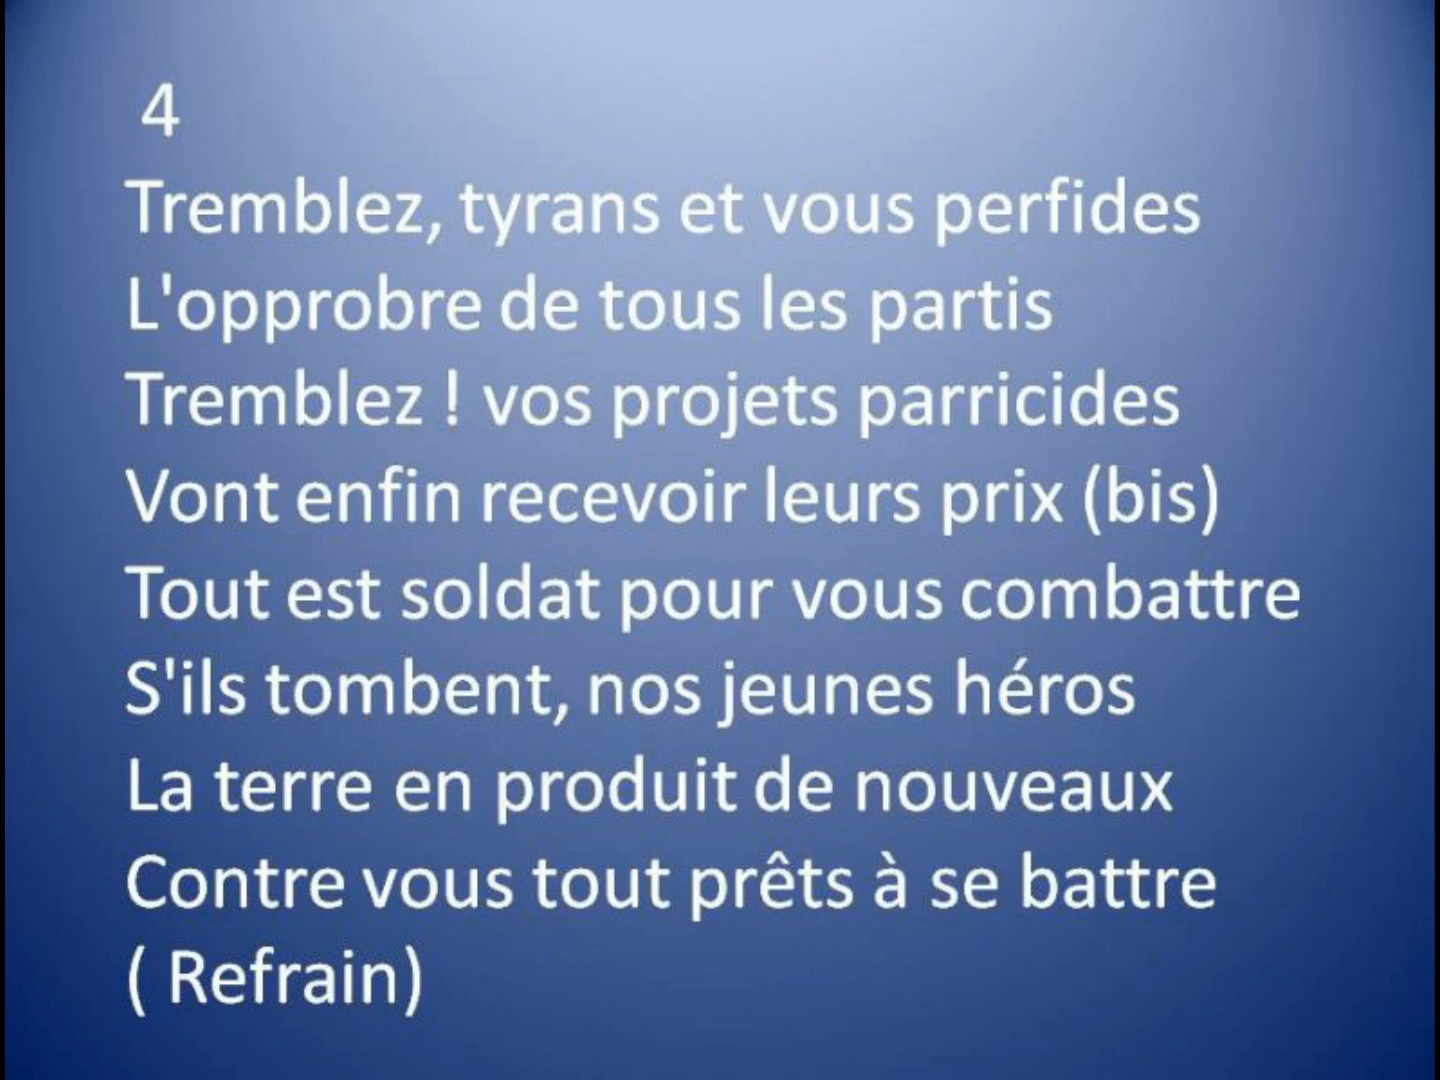 4
Tremblez, tyrans et vous perfides
L'opprobre de tous les partis
Tremblez ! vos projets parricides
Vont enfin recevoir leurs prix (bis)
Tout est soldat pour vous combattre
S'ils tombent, nos jeunes héros
La terre en produit de nouveaux
Contre vous tout prêts à se battre
( Refrain)